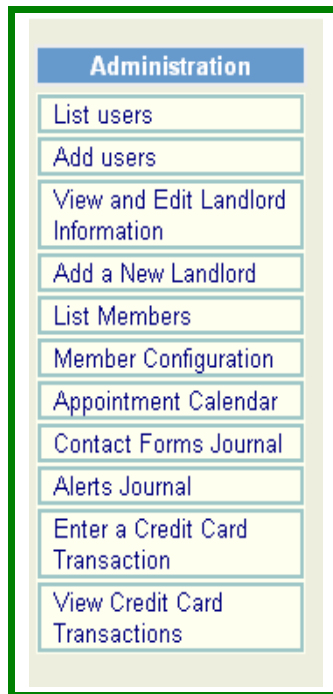 Administration
List users
Add users
View and Edit Landlord
Information
Add a New Landlord
List Members
Member Configuration
Appointment Calendar
Contact Forms Journal
Alerts Journal
Enter a Credit Card
Transaction
View Credit Card
Transactions